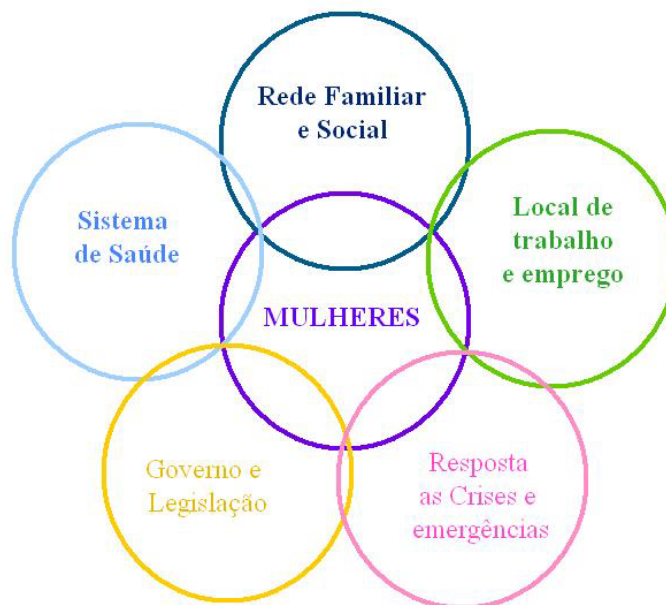 Rede Familiar
e Social
Sistema
de Saúde
Local de
trabalho
e emprego
MULHERES
Governo e
Legislação
Resposta
as Crises e
emergências